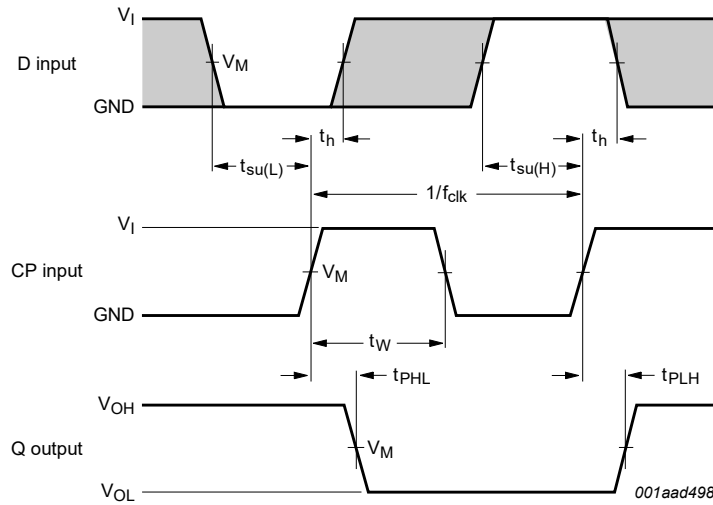 V_I
D input
V_M
GND
t_h
t_h
t_su(L)
t_su(H)
1/f_clk
V_I
CP input
V_M
GND
t_W
t_PHL
t_PLH
V_OH
Q output
V_M
V_OL
001aad498